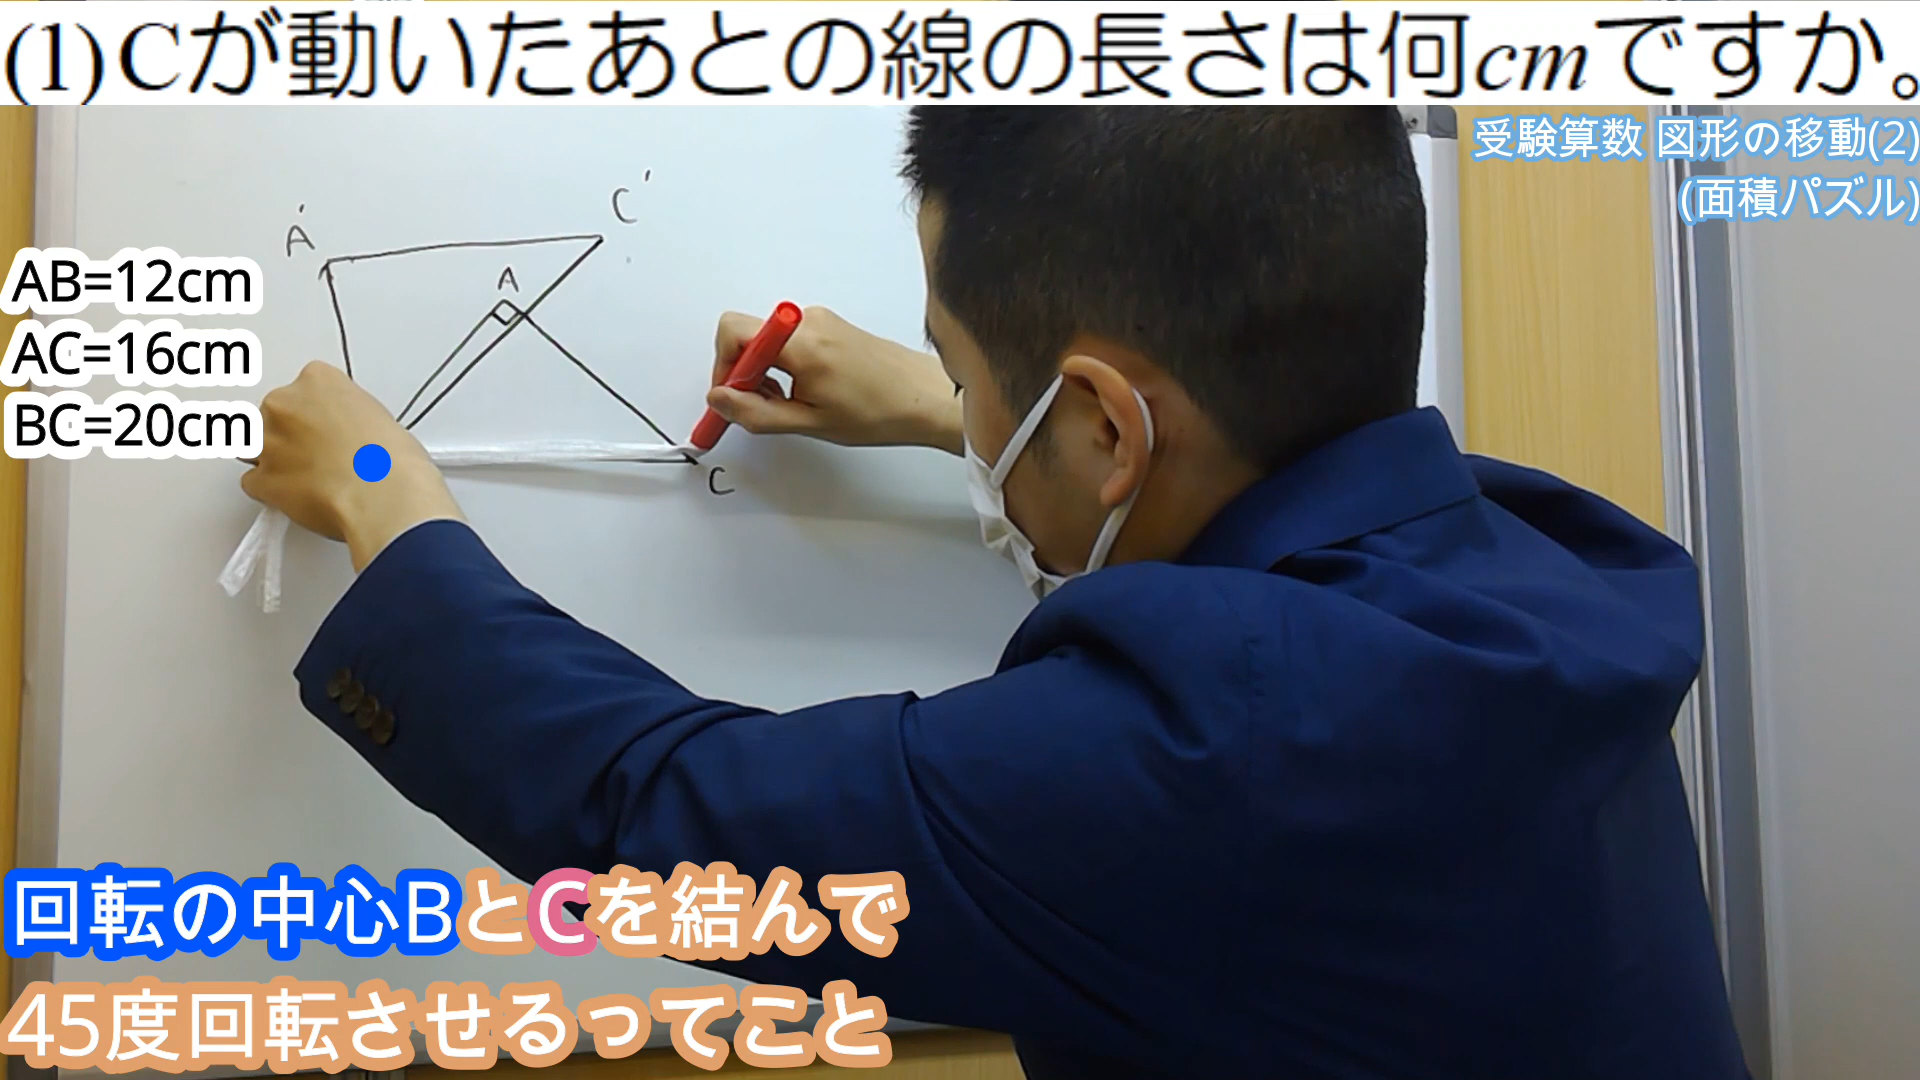 (1)Cが動いたあとの線の長さは何cmですか。
受験算数 図形の移動(2)
(面積パズル)
A'
C'
A
C
AB=12cm
AC=16cm
BC=20cm
回転の中心BとCを結んで
45度回転させるってこと